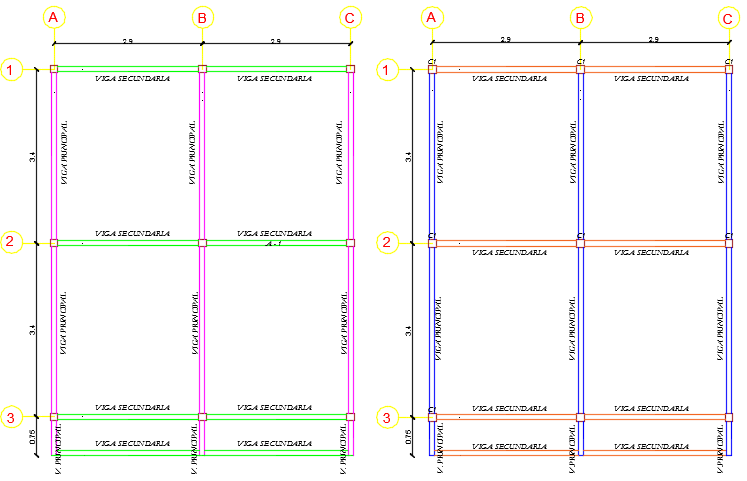 A B C
2.9 2.9
1
VIGA SECUNDARIA VIGA SECUNDARIA
3.4
VIGA PRINCIPAL VIGA PRINCIPAL VIGA PRINCIPAL
VIGA SECUNDARIA VIGA SECUNDARIA
2
A - 1
3.4
VIGA PRINCIPAL VIGA PRINCIPAL VIGA PRINCIPAL
VIGA SECUNDARIA VIGA SECUNDARIA
3
0.75
VIGA SECUNDARIA VIGA SECUNDARIA
V. PRINCIPAL V. PRINCIPAL V. PRINCIPAL
A B C
2.9 2.9
C1 C1 C1
1
VIGA SECUNDARIA VIGA SECUNDARIA
3.4
VIGA PRINCIPAL VIGA PRINCIPAL VIGA PRINCIPAL
C1 C1 C1
2
VIGA SECUNDARIA VIGA SECUNDARIA
3.4
VIGA PRINCIPAL VIGA PRINCIPAL VIGA PRINCIPAL
C1
3
VIGA SECUNDARIA VIGA SECUNDARIA
0.75
VIGA SECUNDARIA VIGA SECUNDARIA
V. PRINCIPAL V. PRINCIPAL V. PRINCIPAL